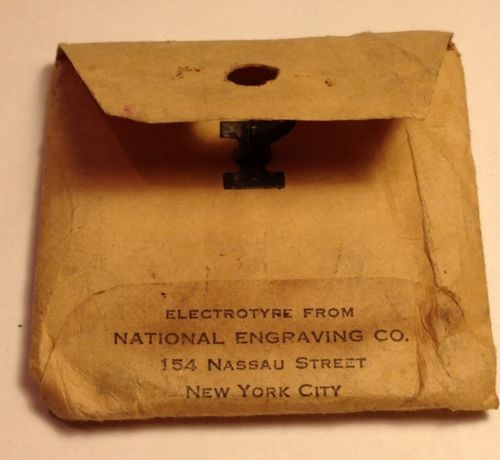 ELECTROTYPE FROM
NATIONAL ENGRAVING CO.
154 NASSAU STREET
NEW YORK CITY